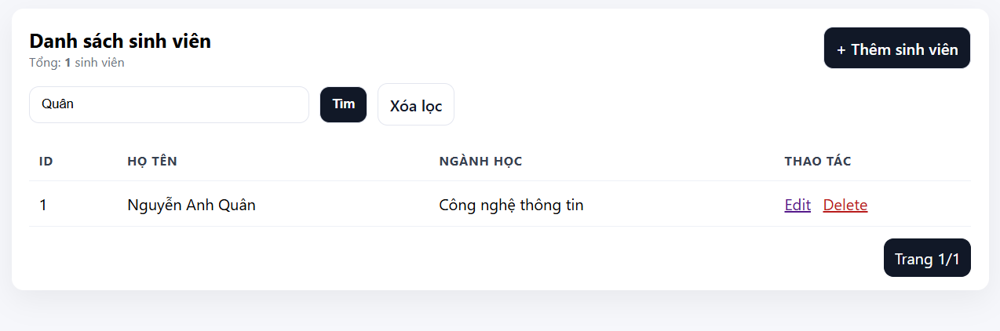 Danh sách sinh viên
+ Thêm sinh viên
Tổng: 1 sinh viên
Quân Tìm Xóa lọc
ID HỌ TÊN NGÀNH HỌC THAO TÁC
1 Nguyễn Anh Quân Công nghệ thông tin Edit Delete
Trang 1/1